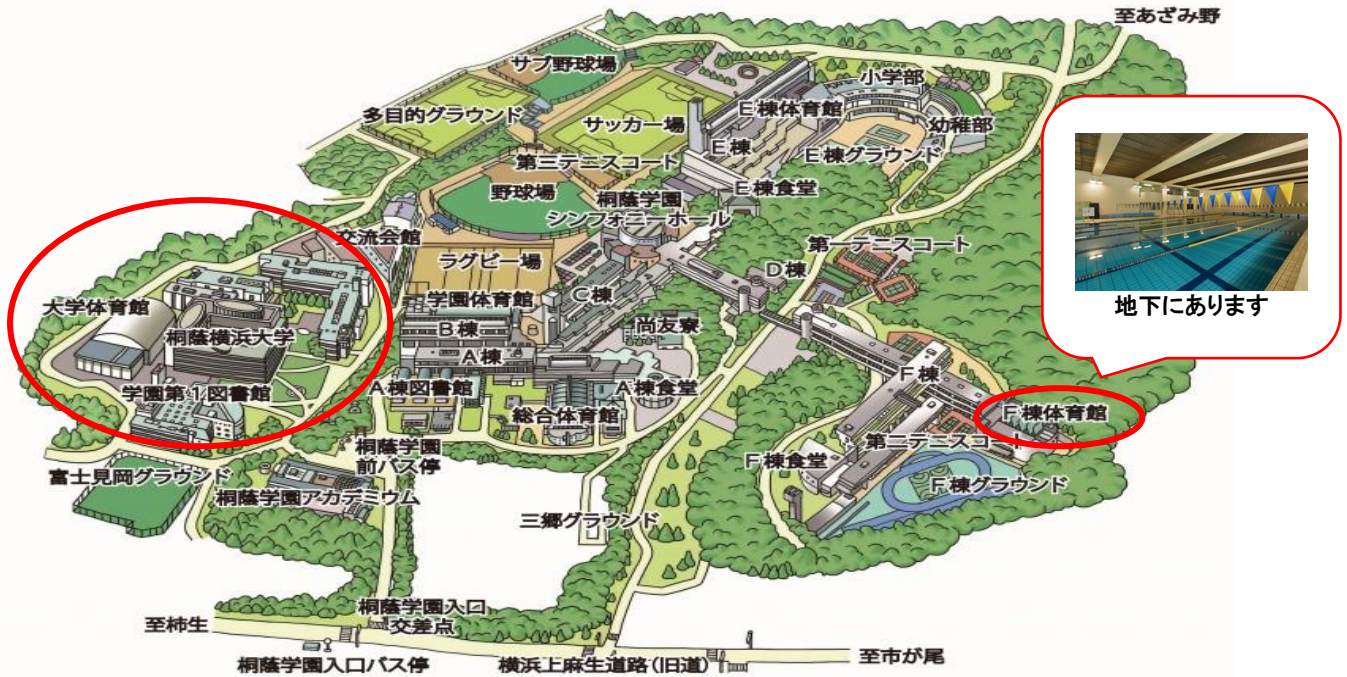 至あざみ野
サブ野球場
小学部
多目的グラウンド
E棟体育館
サッカー場
幼稚部
E棟
E棟グラウンド
第三テニスコート
野球場
E棟食堂
桐蔭学園
シンフォニーホール
交流会館
第一テニスコート
ラグビー場
D棟
地下にあります
大学体育館
学園体育館
C棟
桐蔭横浜大学
B棟
尚友寮
A棟
F棟
学園第1図書館
A棟図書館
A棟食堂
総合体育館
F棟体育館
第二テニスコート
桐蔭学園
前バス停
F棟食堂
富士見岡グラウンド
桐蔭学園アカデミウム
F棟グラウンド
三郷グラウンド
桐蔭学園入口
交差点
至柿生
桐蔭学園入口バス停
横浜上麻生道路(旧道)
至市が尾